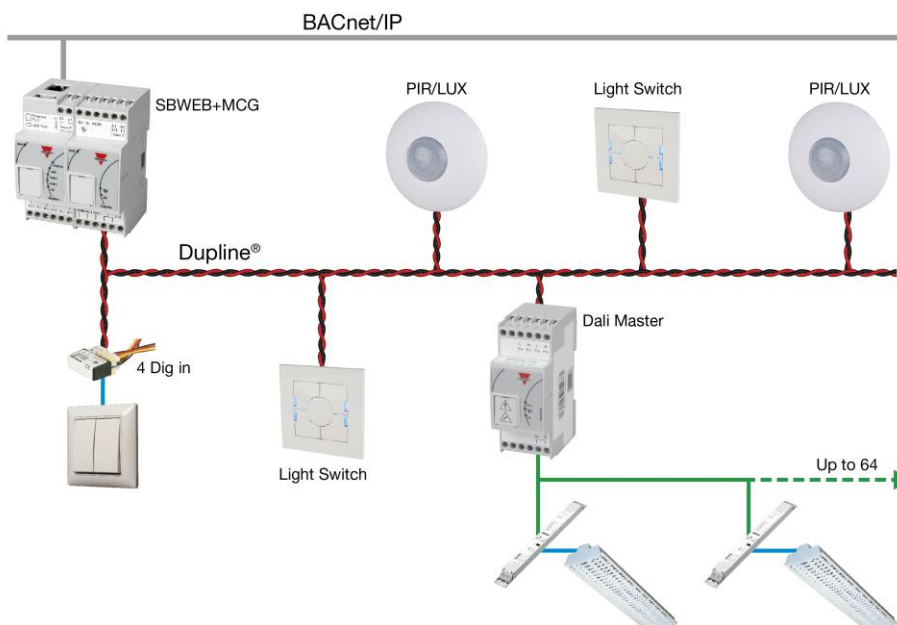 BACnet/IP
SBWEB+MCG
PIR/LUX
Light Switch
PIR/LUX
Dupline®
Dali Master
4 Dig in
Light Switch
Up to 64